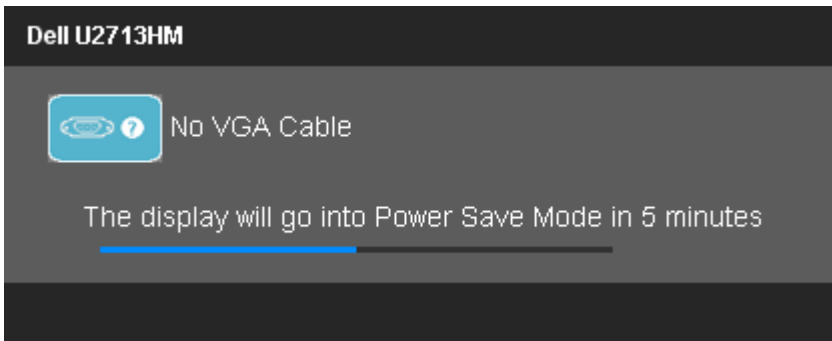 Dell U2713HM
No VGA Cable
The display will go into Power Save Mode in 5 minutes